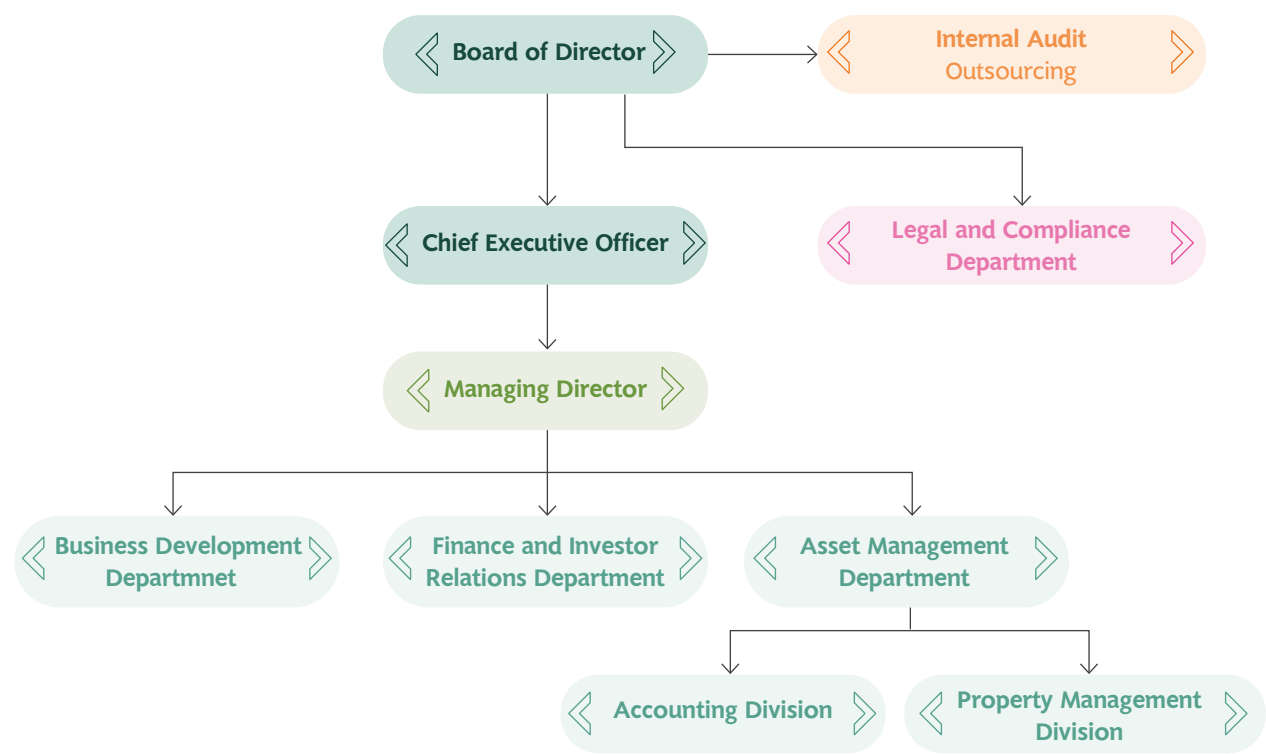 Board of Director
Internal Audit
Outsourcing
Chief Executive Officer
Legal and Compliance
Department
Managing Director
Business Development
Departmnet
Finance and Investor
Relations Department
Asset Management
Department
Accounting Division
Property Management
Division